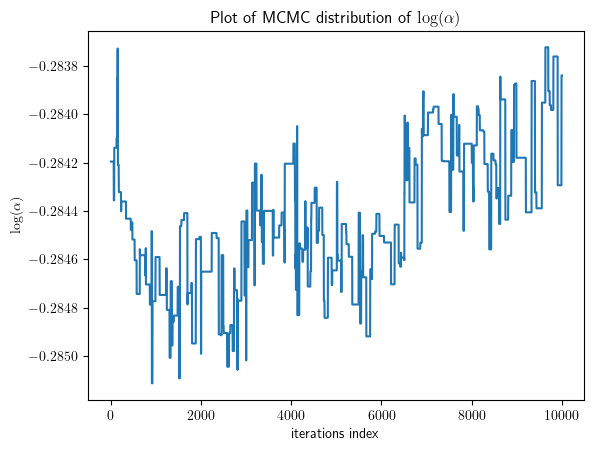 Plot of MCMC distribution of log(α)
−0.2838
−0.2840
−0.2842
−0.2844
−0.2846
−0.2848
−0.2850
log(α)
0 2000 4000 6000 8000 10000
iterations index